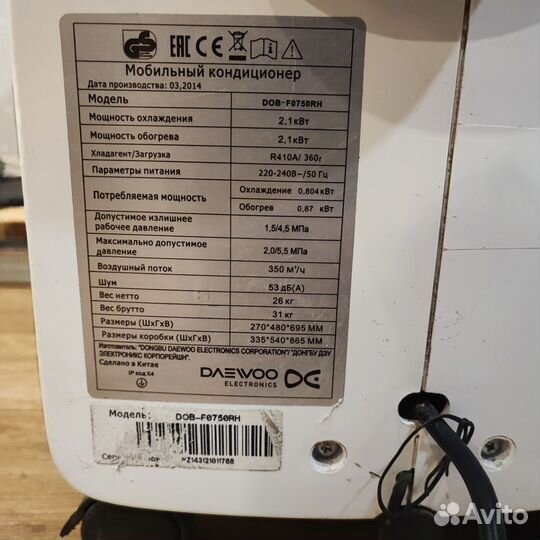 Мобильный кондиционер
Дата производства: 03,2014
Модель DOB-F0750RH
Мощность охлаждения 2,1кВт
Мощность обогрева 2,1кВт
Хладагент/Загрузка R410A/ 360г
Параметры питания 220-240В~/50 Гц
Потребляемая мощность Охлаждение 0,804кВт
Обогрев 0,87 кВт
Допустимое излишнее
рабочее давление 1,5/4,5 МПа
Максимально допустимое
давление 2,0/5,5 МПа
Воздушный поток 350 м³/ч
Шум 53 дБ(А)
Вес нетто 26 кг
Вес брутто 31 кг
Размеры (ШхГхВ) 270*480*695 ММ
Размеры коробки (ШхГхВ) 335*540*865 ММ
Изготовитель: "DONGBU DAEWOO ELECTRONICS CORPORATION"/ "ДОНГБУ ДЭУ
ЭЛЕКТРОНИКС КОРПОРЕЙШН".
Сделано в Китае
IP код X4
DAEWOO
ELECTRONICS
Модель: DOB-F0750RH
Avito